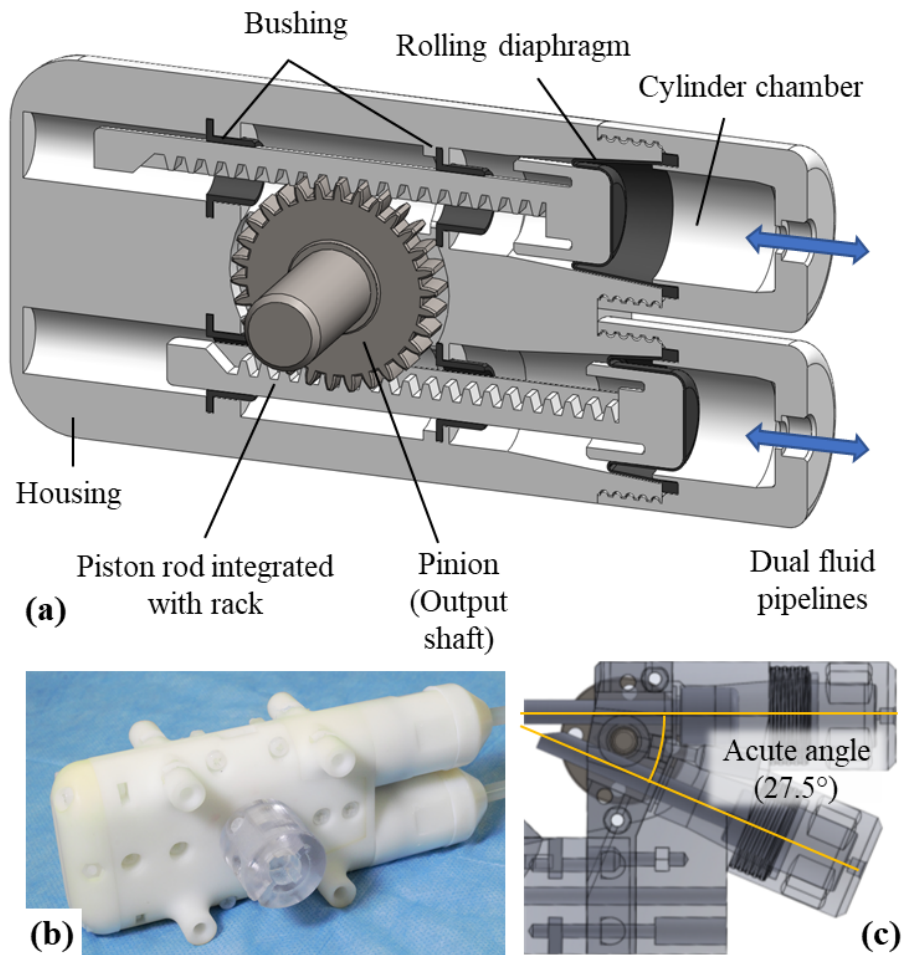 Bushing
Rolling diaphragm
Cylinder chamber
Housing
Piston rod integrated
with rack
Pinion
(Output
shaft)
Dual fluid
pipelines
(a)
(b)
Acute angle
(27.5°)
(c)